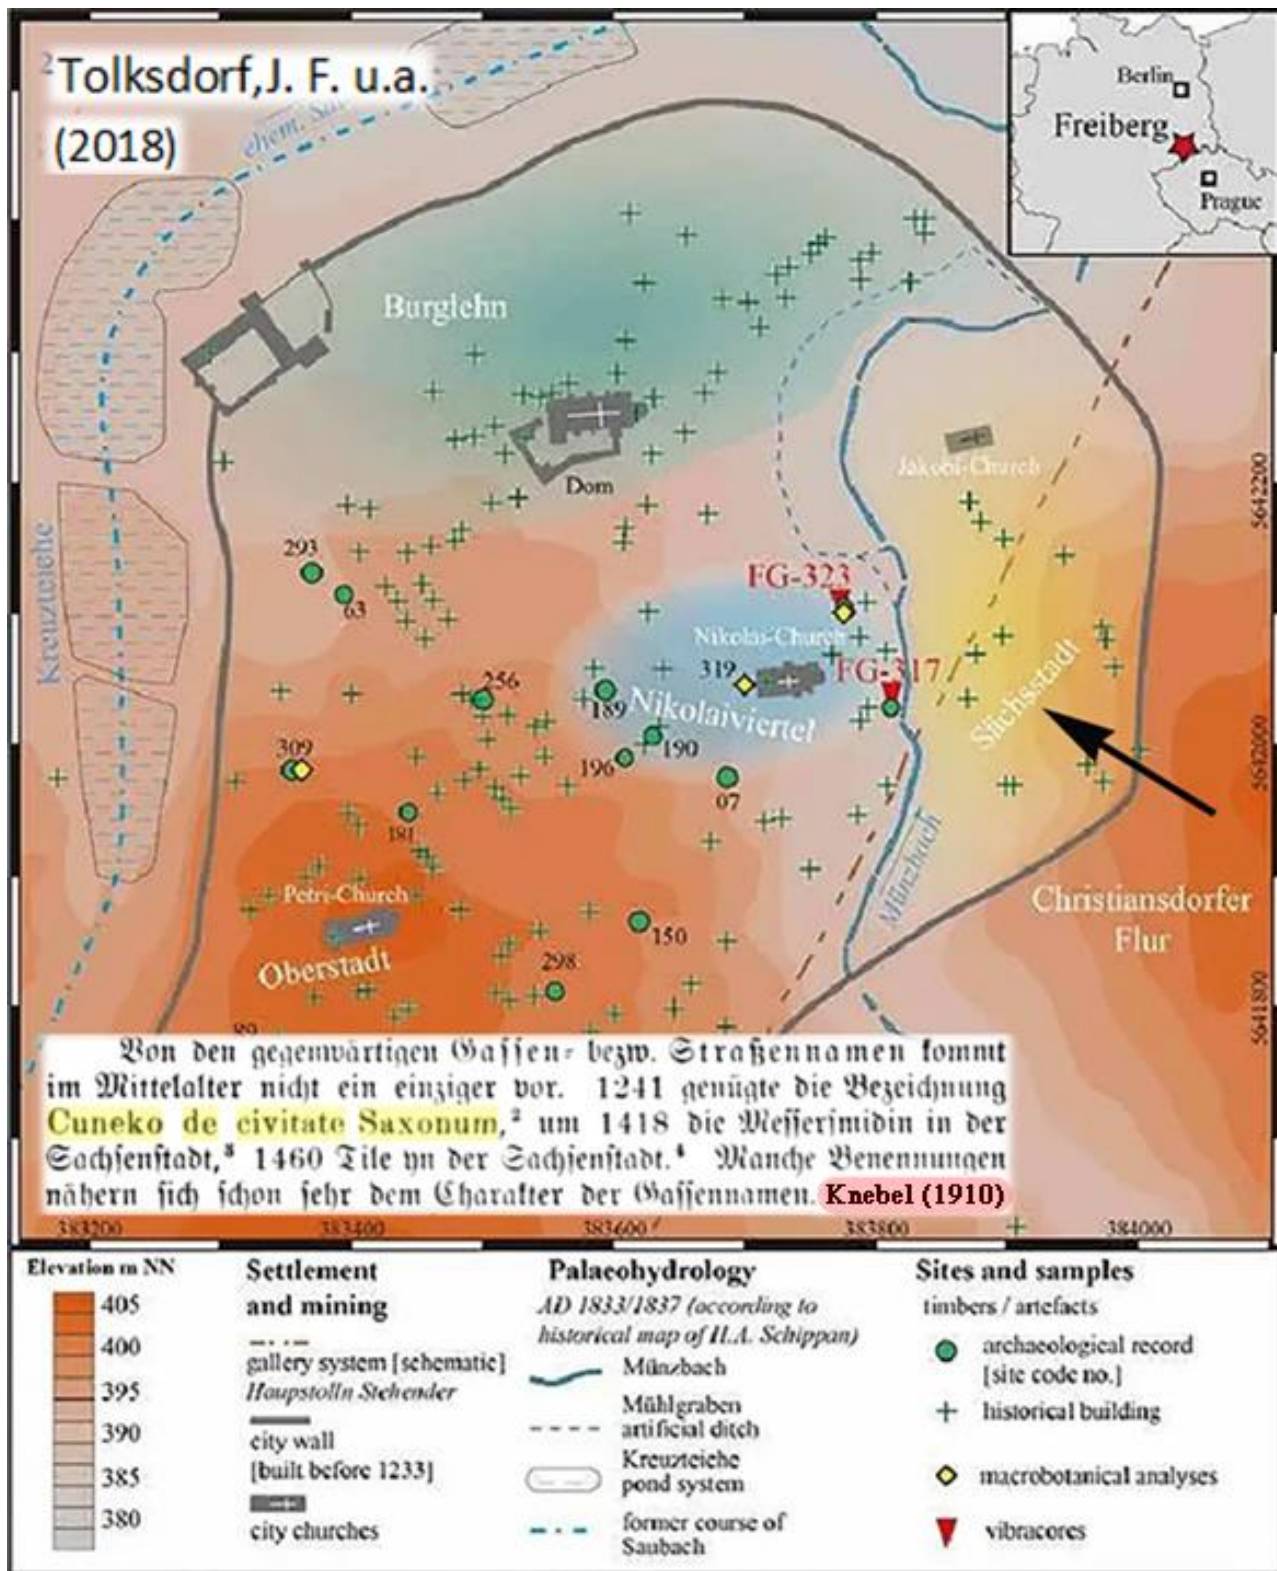 Tolksdorf, J. F. u.a.
(2018)
Berlin
Freiberg
Prague
Burglehn
Dom
Jakobi-Church
Kreuzteiche
293
63
FG-323
Nikolai-Church
319
FG-317
256
189
Nikolaiviertel
190
196
07
309
181
Sächsstadt
Münzbach
Petri-Church
Oberstadt
150
298
Christiansdorfer
Flur
89
5642200
5642000
5641800
Von den gegenwärtigen Gassen- bezw. Straßennamen kommt
im Mittelalter nicht ein einziger vor. 1241 genügte die Bezeichnung
Cuneko de civitate Saxonum,² um 1418 die Messersmidin in der
Sachsenstadt,³ 1460 Tile yn der Sachsenstadt.⁴ Manche Benennungen
nähern sich schon sehr dem Charakter der Gassennamen. Knebel (1910)
383200
383400
383600
383800
384000
Elevation m NN
405
400
395
390
385
380
Settlement
and mining
gallery system [schematic]
Haupstolln Stehender
city wall
[built before 1233]
city churches
Palaeohydrology
AD 1833/1837 (according to
historical map of H.A. Schippan)
Münzbach
Mühlgraben
artificial ditch
Kreuzteiche
pond system
former course of
Saubach
Sites and samples
timbers / artefacts
archaeological record
[site code no.]
historical building
macrobotanical analyses
vibracores